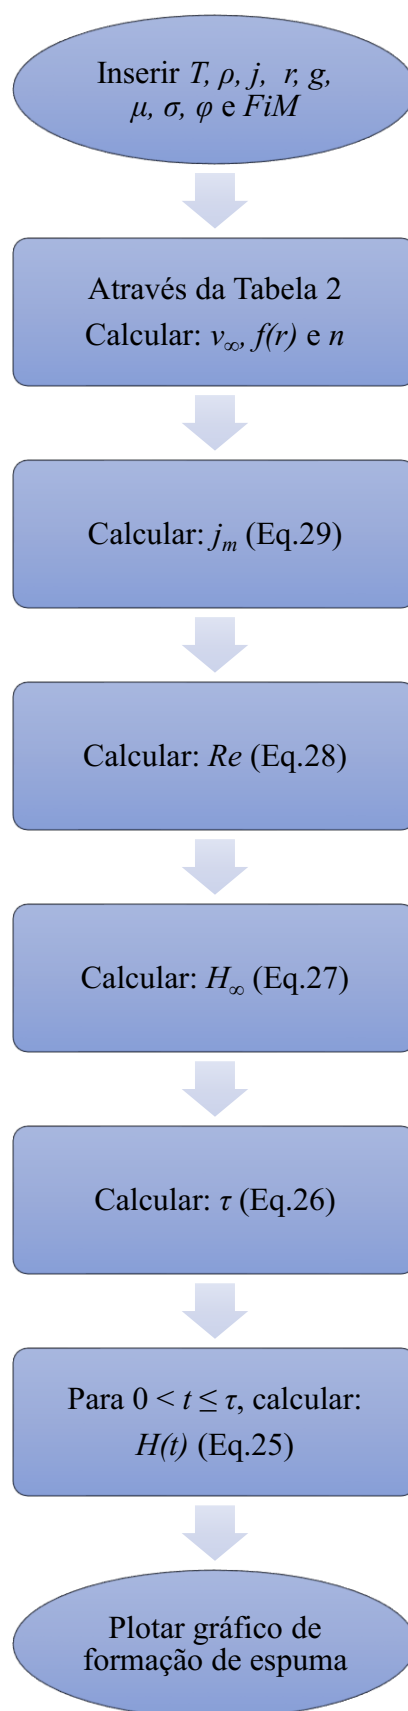 Inserir T, ρ, j, r, g,
μ, σ, φ e FiM
Através da Tabela 2
Calcular: v∞, f(r) e n
Calcular: jm (Eq.29)
Calcular: Re (Eq.28)
Calcular: H∞ (Eq.27)
Calcular: τ (Eq.26)
Para 0 < t ≤ τ, calcular:
H(t) (Eq.25)
Plotar gráfico de
formação de espuma